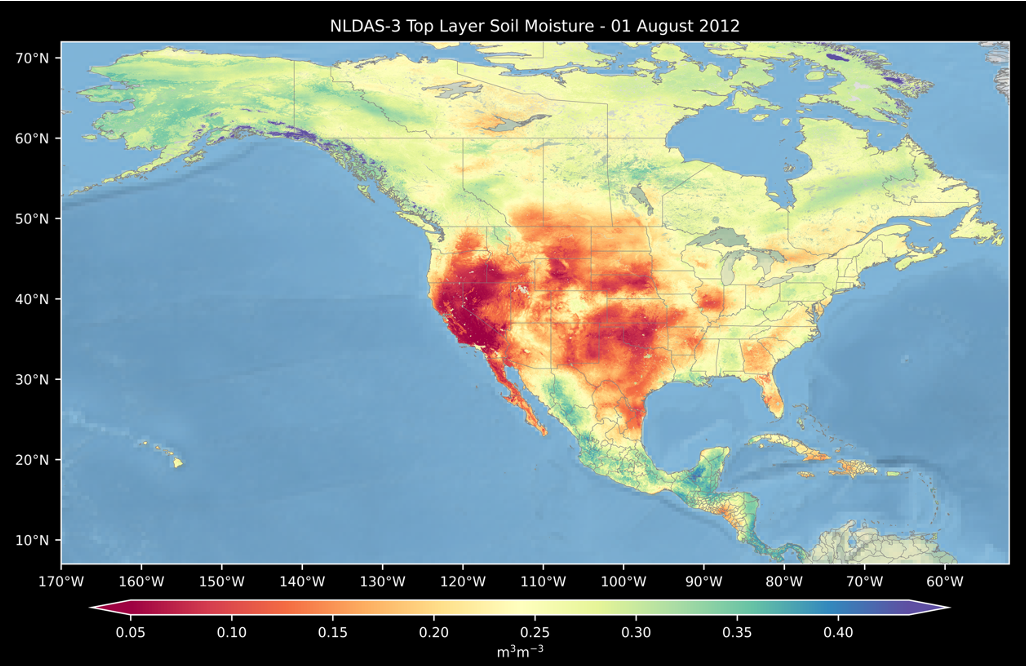 NLDAS-3 Top Layer Soil Moisture - 01 August 2012
70°N
60°N
50°N
40°N
30°N
20°N
10°N
170°W 160°W 150°W 140°W 130°W 120°W 110°W 100°W 90°W 80°W 70°W 60°W
0.05 0.10 0.15 0.20 0.25 0.30 0.35 0.40
m³m⁻³